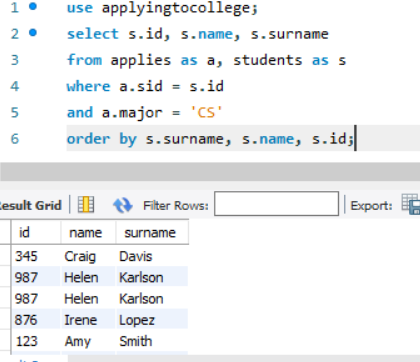 1 use applyingtocollege;
2 select s.id, s.name, s.surname
3 from applies as a, students as s
4 where a.sid = s.id
5 and a.major = 'CS'
6 order by s.surname, s.name, s.id;
Result Grid Filter Rows: Export:
id name surname
345 Craig Davis
987 Helen Karlson
987 Helen Karlson
876 Irene Lopez
123 Amy Smith